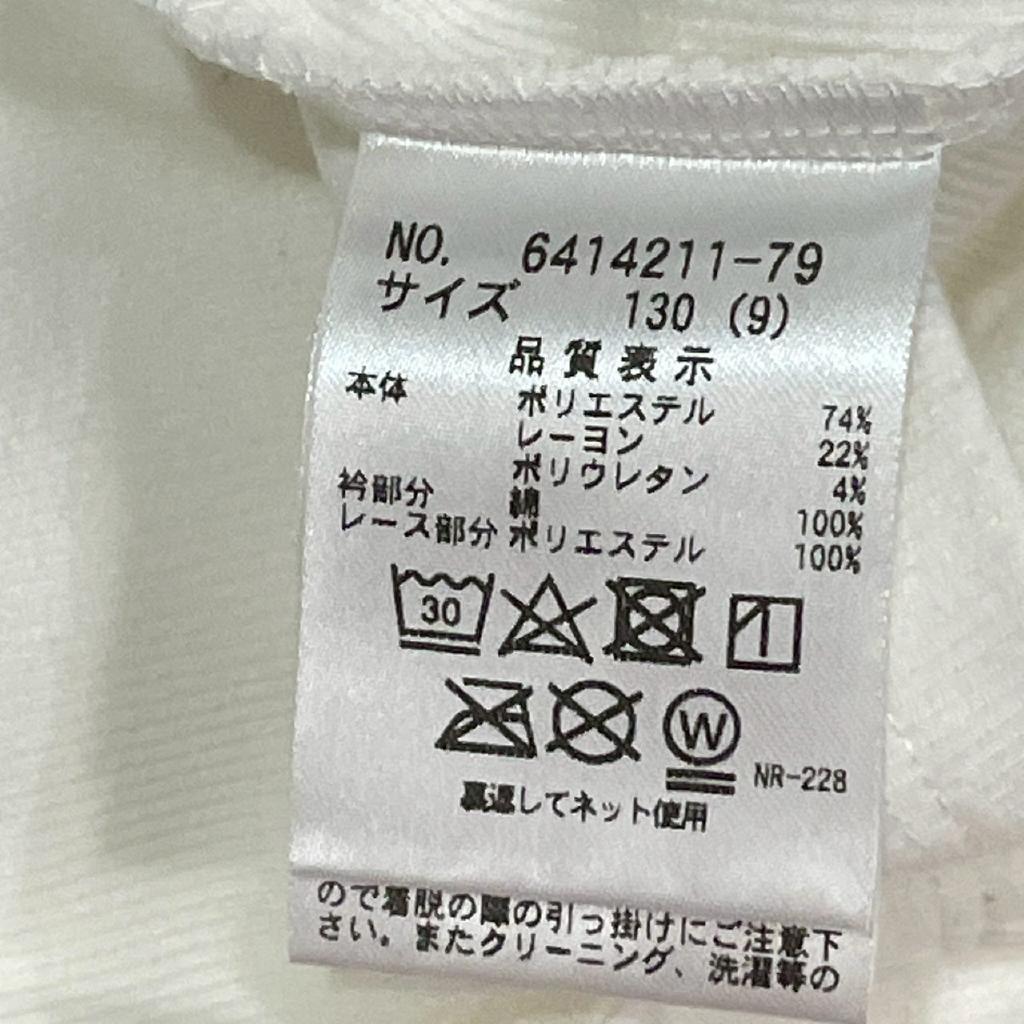 NO. 6414211-79
サイズ 130 (9)
品質表示
本体 ポリエステル 74%
レーヨン 22%
ポリウレタン 4%
衿部分 綿 100%
レース部分 ポリエステル 100%
30
W NR-228
裏返してネット使用
ので着脱の際の引っ掛けにご注意下
さい。またクリーニング、洗濯等の